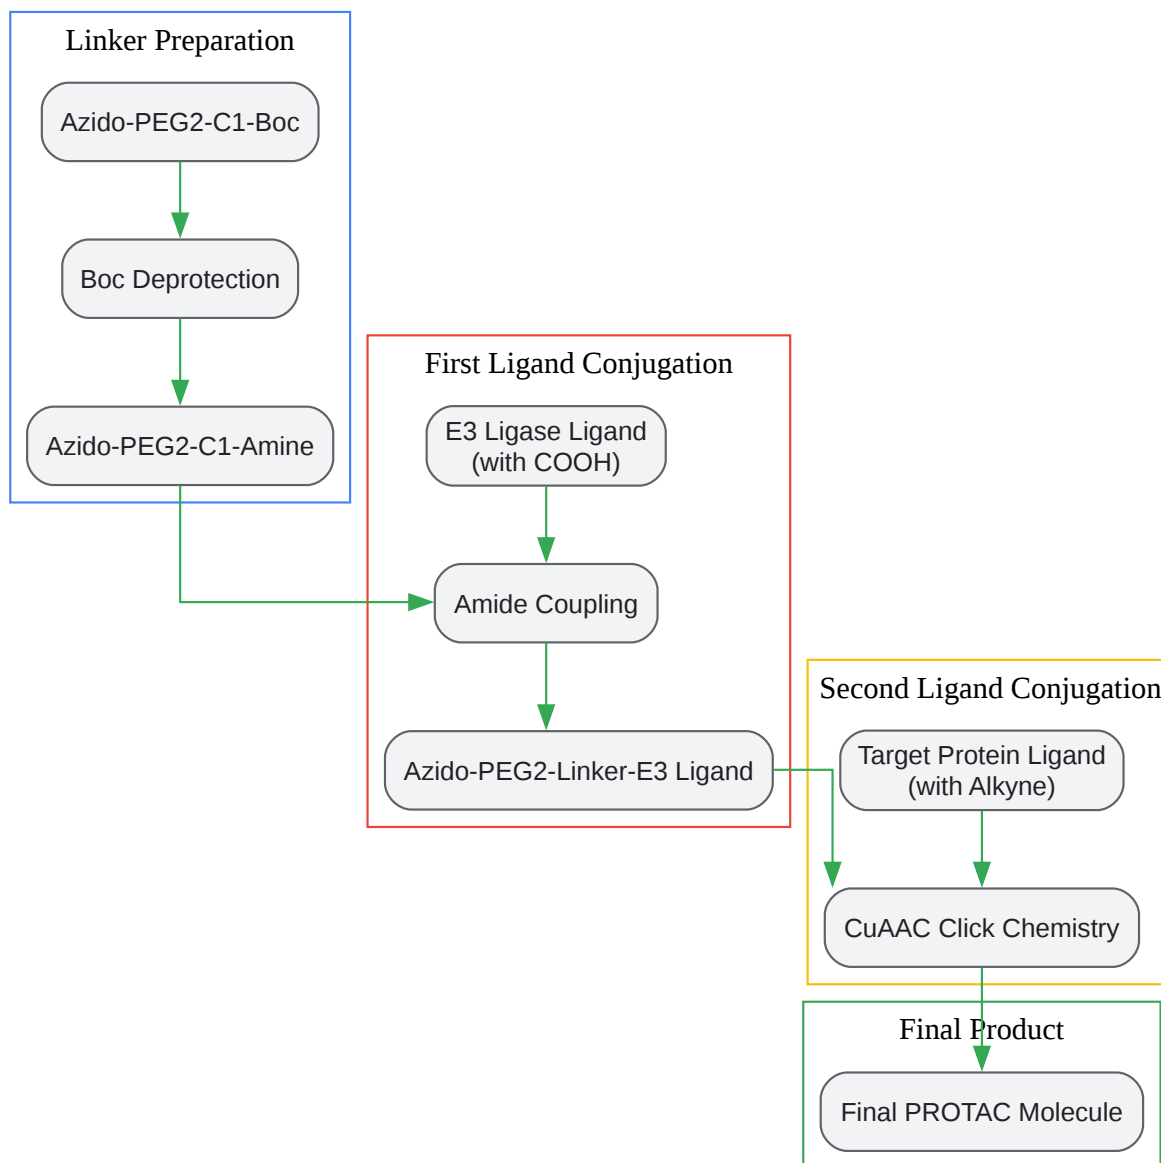 Linker Preparation
Azido-PEG2-C1-Boc
Boc Deprotection
Azido-PEG2-C1-Amine
First Ligand Conjugation
E3 Ligase Ligand
(with COOH)
Amide Coupling
Azido-PEG2-Linker-E3 Ligand
Second Ligand Conjugation
Target Protein Ligand
(with Alkyne)
CuAAC Click Chemistry
Final Product
Final PROTAC Molecule